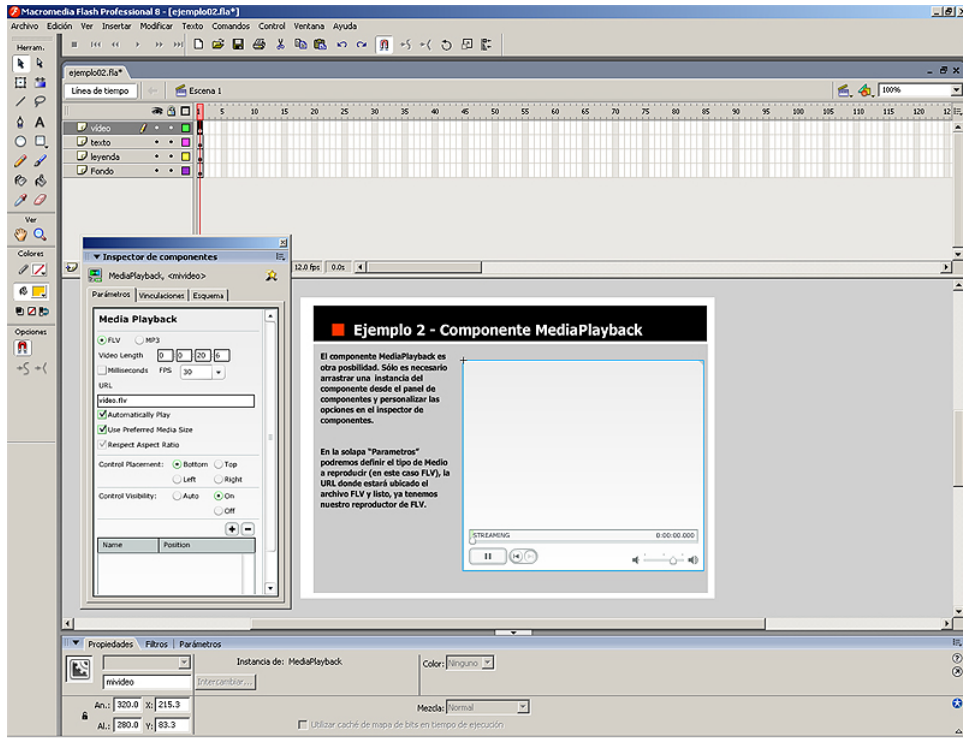 Macromedia Flash Professional 8 - [ejemplo02.fla*]
Archivo Edición Ver Insertar Modificar Texto Comandos Control Ventana Ayuda
Herram.
ejemplo02.fla*
Línea de tiempo
Escena 1
100%
1 5 10 15 20 25 30 35 40 45 50 55 60 65 70 75 80 85 90 95 100 105 110 115 120 12
video
texto
leyenda
Fondo
Ver
Colores
Opciones
12.0 fps 0.0s
Inspector de componentes
MediaPlayback, <mivideo>
Parámetros Vinculaciones Esquema
Media Playback
FLV MP3
Video Length 0 0 20 6
Milliseconds FPS 30
URL
video.flv
Automatically Play
Use Preferred Media Size
Respect Aspect Ratio
Control Placement: Bottom Top
Left Right
Control Visibility: Auto On
Off
Name Position
Ejemplo 2 - Componente MediaPlayback
El componente MediaPlayback es
otra posbilidad. Sólo es necesario
arrastrar una instancia del
componente desde el panel de
componentes y personalizar las
opciones en el inspector de
componentes.
En la solapa "Parametros"
podremos definir el tipo de Medio
a reproducir (en este caso FLV), la
URL donde estará ubicado el
archivo FLV y listo, ya tenemos
nuestro reproductor de FLV.
STREAMING 0:00:00.000
Propiedades Filtros Parámetros
Instancia de: MediaPlayback
Color: Ninguno
mivideo
Intercambiar...
An.: 320.0 X: 215.3
Mezcla: Normal
Al.: 280.0 Y: 83.3
Utilizar caché de mapa de bits en tiempo de ejecución